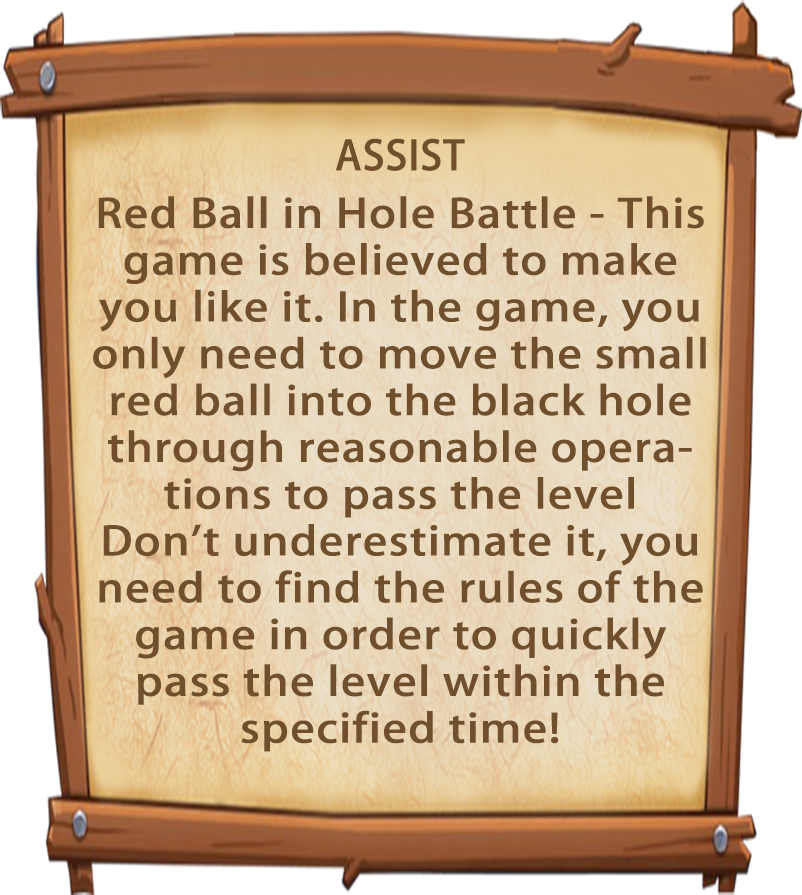 ASSIST
Red Ball in Hole Battle - This
game is believed to make
you like it. In the game, you
only need to move the small
red ball into the black hole
through reasonable opera-
tions to pass the level
Don’t underestimate it, you
need to find the rules of the
game in order to quickly
pass the level within the
specified time!